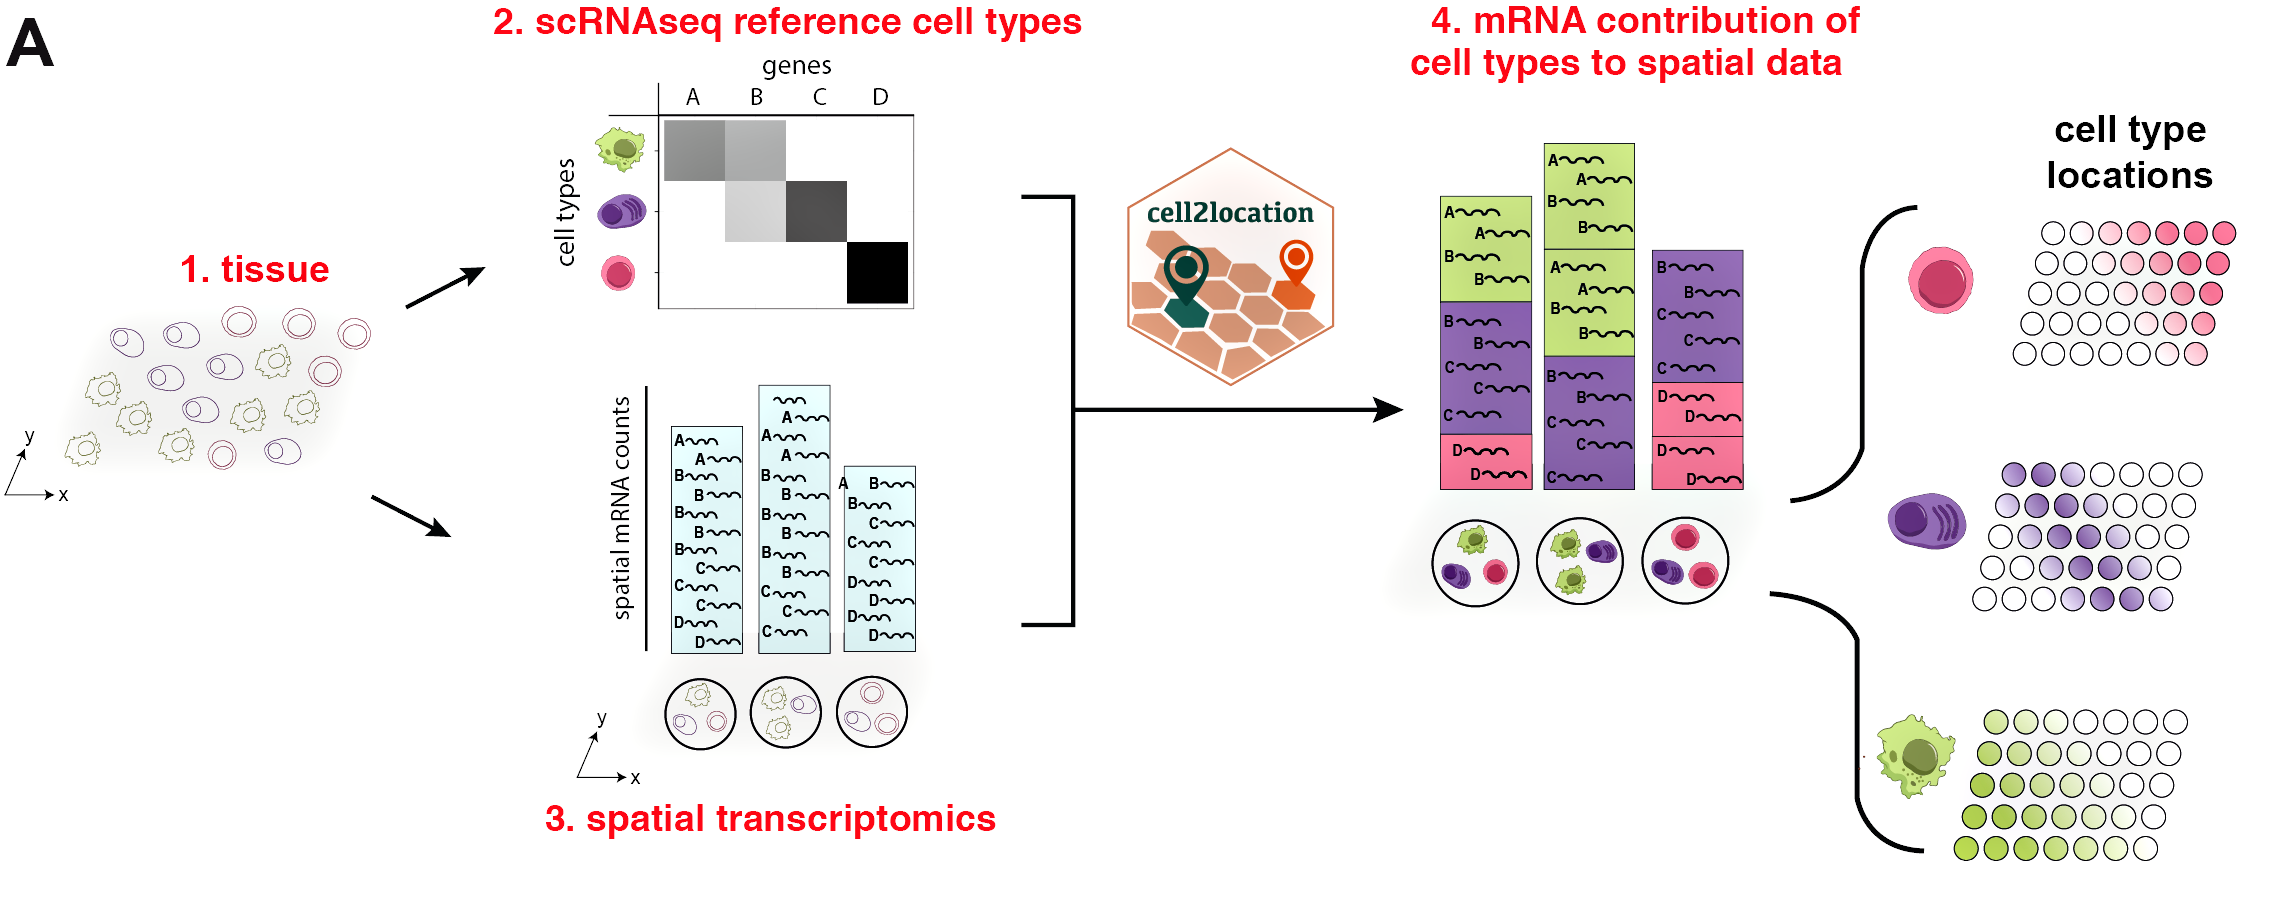 A
2. scRNAseq reference cell types
genes
A B C D
cell types
1. tissue
y
x
spatial mRNA counts
A
A
B
B
B
B
B
C
C
C
D
D
A
A
A
B
B
B
B
B
B
C
C
C
A B
B
C
C
C
D
D
D
D
y
x
3. spatial transcriptomics
cell2location
4. mRNA contribution of
cell types to spatial data
A
A
B
B
B
B
C
C
C
D
D
A
A
B
B
A
A
B
B
B
B
C
C
C
B
B
C
C
C
D
D
D
D
cell type
locations